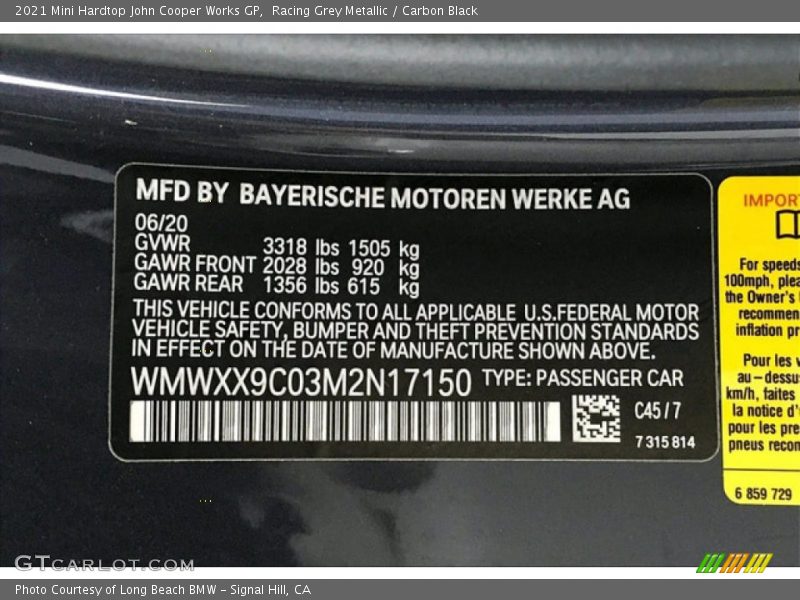 2021 Mini Hardtop John Cooper Works GP, Racing Grey Metallic / Carbon Black
MFD BY BAYERISCHE MOTOREN WERKE AG
06/20
GVWR 3318 lbs 1505 kg
GAWR FRONT 2028 lbs 920 kg
GAWR REAR 1356 lbs 615 kg
THIS VEHICLE CONFORMS TO ALL APPLICABLE U.S.FEDERAL MOTOR
VEHICLE SAFETY, BUMPER AND THEFT PREVENTION STANDARDS
IN EFFECT ON THE DATE OF MANUFACTURE SHOWN ABOVE.
WMWXX9C03M2N17150 TYPE: PASSENGER CAR
C45/7
7 315 814
IMPORT
For speeds
100mph, plea
the Owner's
recommen
inflation pr
Pour les v
au-dessu
km/h, faites
la notice d'
pour les pre
pneus recom
6 859 729
GTCARLOT.COM
Photo Courtesy of Long Beach BMW - Signal Hill, CA